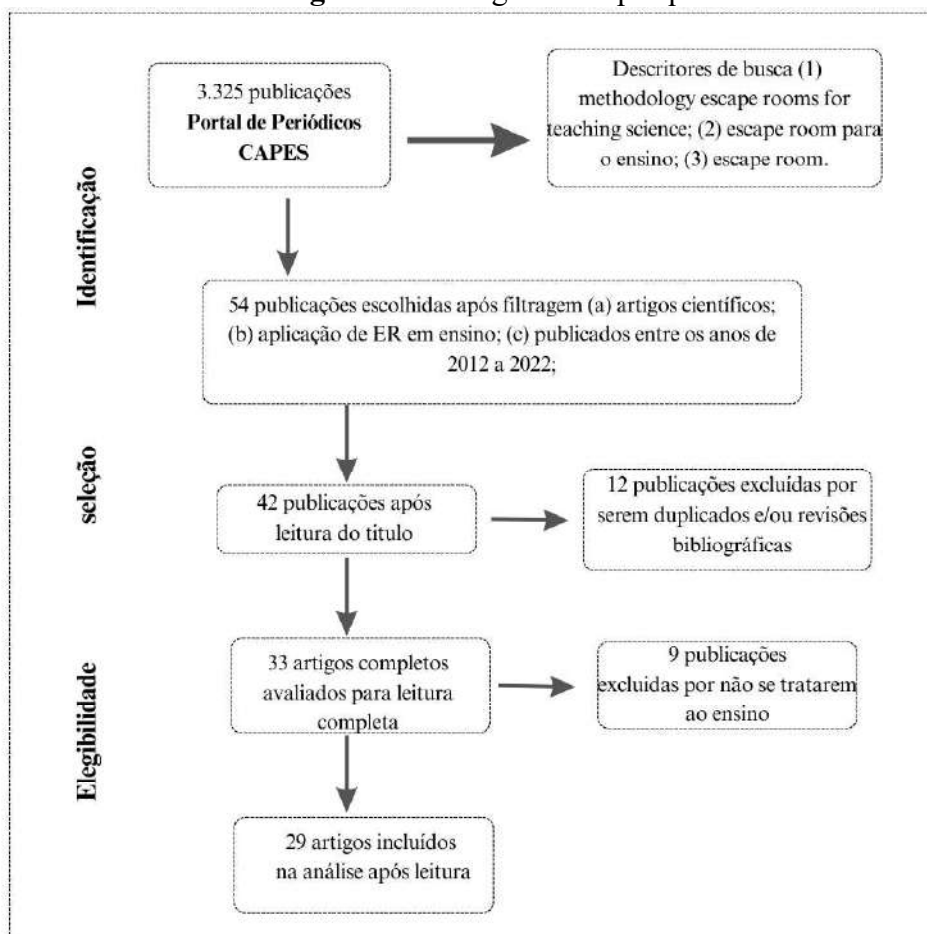 3.325 publicações
Portal de Periódicos
CAPES
Descritores de busca (1)
methodology escape rooms for
teaching science; (2) escape room para
o ensino; (3) escape room.
Identificação
54 publicações escolhidas após filtragem (a) artigos científicos;
(b) aplicação de ER em ensino; (c) publicados entre os anos de
2012 a 2022;
seleção
42 publicações após
leitura do título
12 publicações excluídas por
serem duplicados e/ou revisões
bibliográficas
Elegibilidade
33 artigos completos
avaliados para leitura
completa
9 publicações
excluidas por não se tratarem
ao ensino
29 artigos incluídos
na análise após leitura